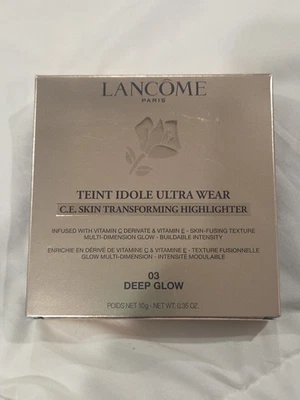 LANCÔME
PARIS
TEINT IDOLE ULTRA WEAR
C.E. SKIN TRANSFORMING HIGHLIGHTER
INFUSED WITH VITAMIN C DERIVATE & VITAMIN E - SKIN-FUSING TEXTURE
MULTI-DIMENSION GLOW - BUILDABLE INTENSITY
ENRICHIE EN DÉRIVÉ DE VITAMINE C & VITAMINE E - TEXTURE FUSIONNELLE
GLOW MULTI-DIMENSION - INTENSITÉ MODULABLE
03
DEEP GLOW
POIDS NET 10g - NET WT. 0.35 OZ.